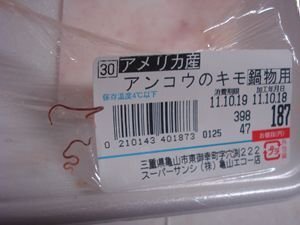 30 アメリカ産
アンコウのキモ 鍋物用
保存温度4℃以下
消費期限 加工年月日
11.10.19 11.10.18
398 187
0125 47
お値段(円)
0 210143 401873
三重県亀山市東御幸町字穴渕222
スーパーサンシ(株)亀山エコー店